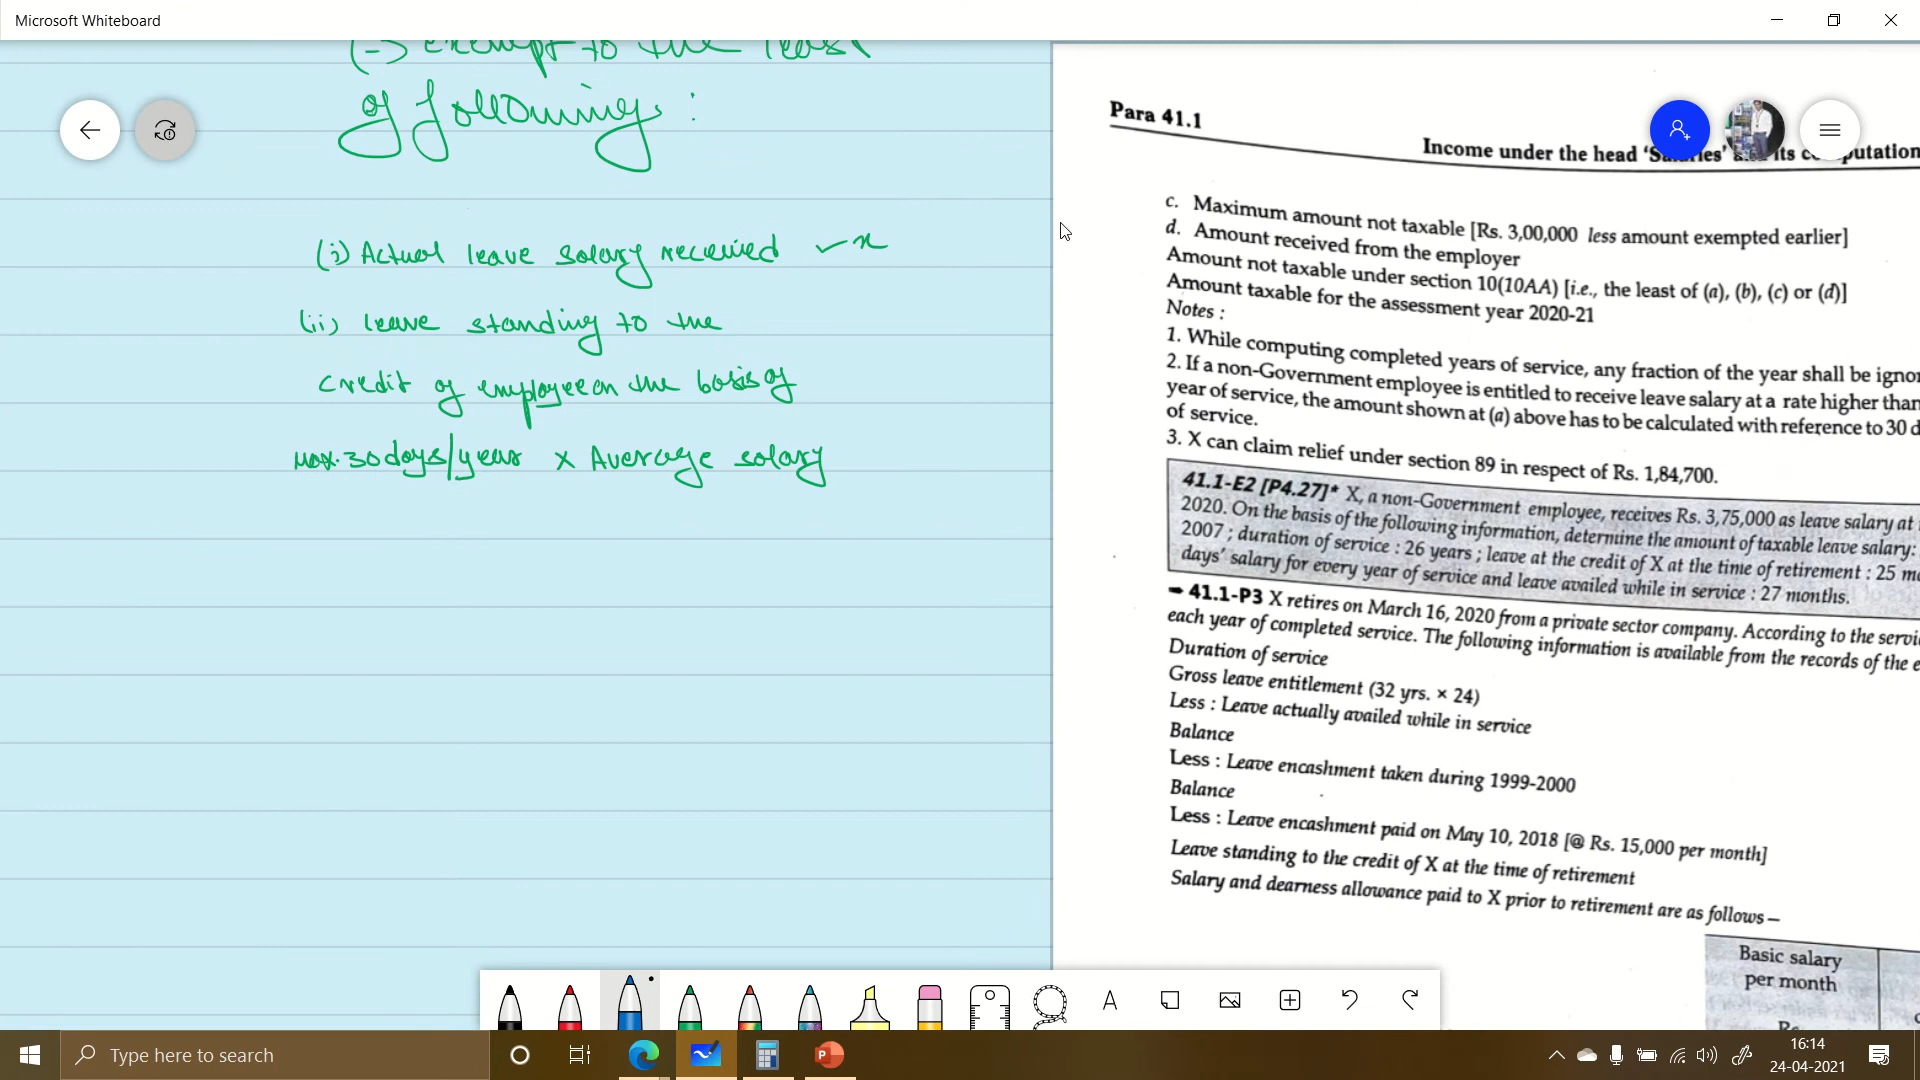 Microsoft Whiteboard
(-) exempt to the least
of following :
(i) Actual leave salary received
(ii) leave standing to the
credit of employee on the basis of
max. 30 days/year x Average salary
Para 41.1
Income under the head 'Salaries' and its computation
c. Maximum amount not taxable [Rs. 3,00,000 less amount exempted earlier]
d. Amount received from the employer
Amount not taxable under section 10(10AA) [i.e., the least of (a), (b), (c) or (d)]
Amount taxable for the assessment year 2020-21
Notes :
1. While computing completed years of service, any fraction of the year shall be ignor
2. If a non-Government employee is entitled to receive leave salary at a rate higher than
year of service, the amount shown at (a) above has to be calculated with reference to 30 d
of service.
3. X can claim relief under section 89 in respect of Rs. 1,84,700.
41.1-E2 [P4.27]* X, a non-Government employee, receives Rs. 3,75,000 as leave salary at
2020. On the basis of the following information, determine the amount of taxable leave salary:
2007 ; duration of service : 26 years ; leave at the credit of X at the time of retirement : 25 mo
days' salary for every year of service and leave availed while in service : 27 months.
➡ 41.1-P3 X retires on March 16, 2020 from a private sector company. According to the servi
each year of completed service. The following information is available from the records of the e
Duration of service
Gross leave entitlement (32 yrs. × 24)
Less : Leave actually availed while in service
Balance
Less : Leave encashment taken during 1999-2000
Balance
Less : Leave encashment paid on May 10, 2018 [@ Rs. 15,000 per month]
Leave standing to the credit of X at the time of retirement
Salary and dearness allowance paid to X prior to retirement are as follows—
Basic salary
per month
Rs.
Type here to search
16:14
24-04-2021